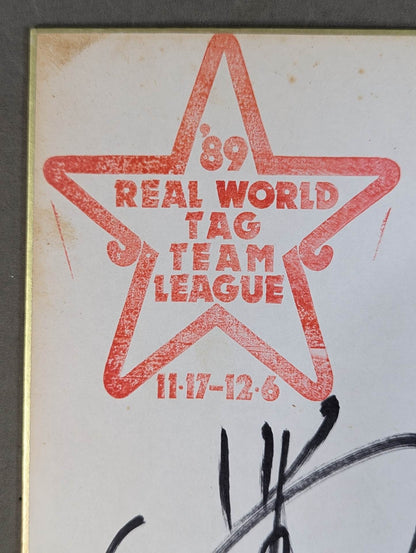 '89
REAL WORLD
TAG
TEAM
LEAGUE
11·17-12·6